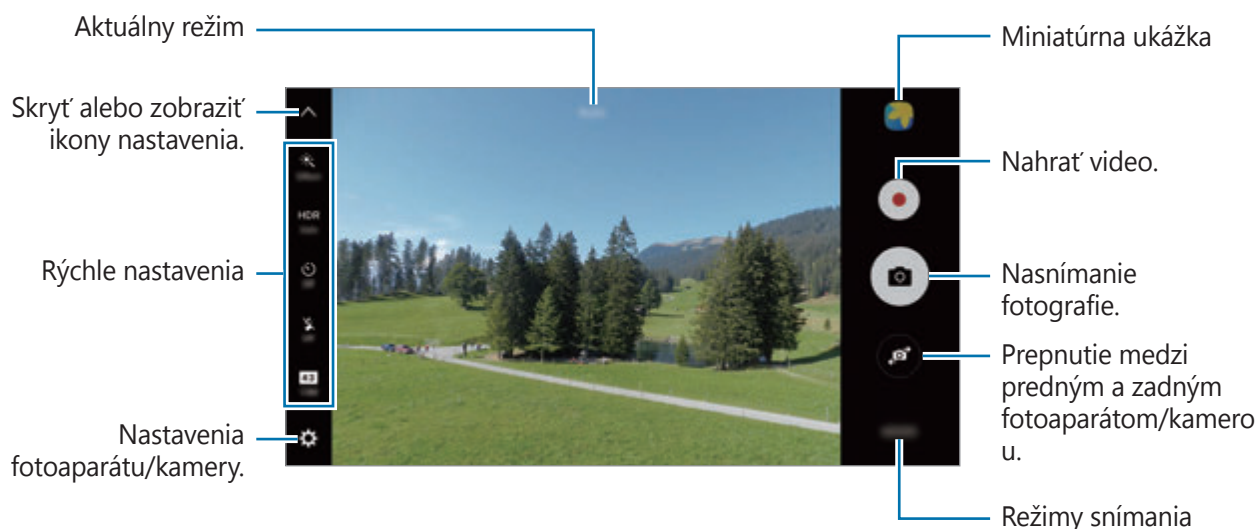 Aktuálny režim
Skryť alebo zobraziť
ikony nastavenia.
Rýchle nastavenia
Nastavenia
fotoaparátu/kamery.
HDR
Miniatúrna ukážka
Nahrať video.
Nasnímanie
fotografie.
Prepnutie medzi
predným a zadným
fotoaparátom/kamero
u.
Režimy snímania